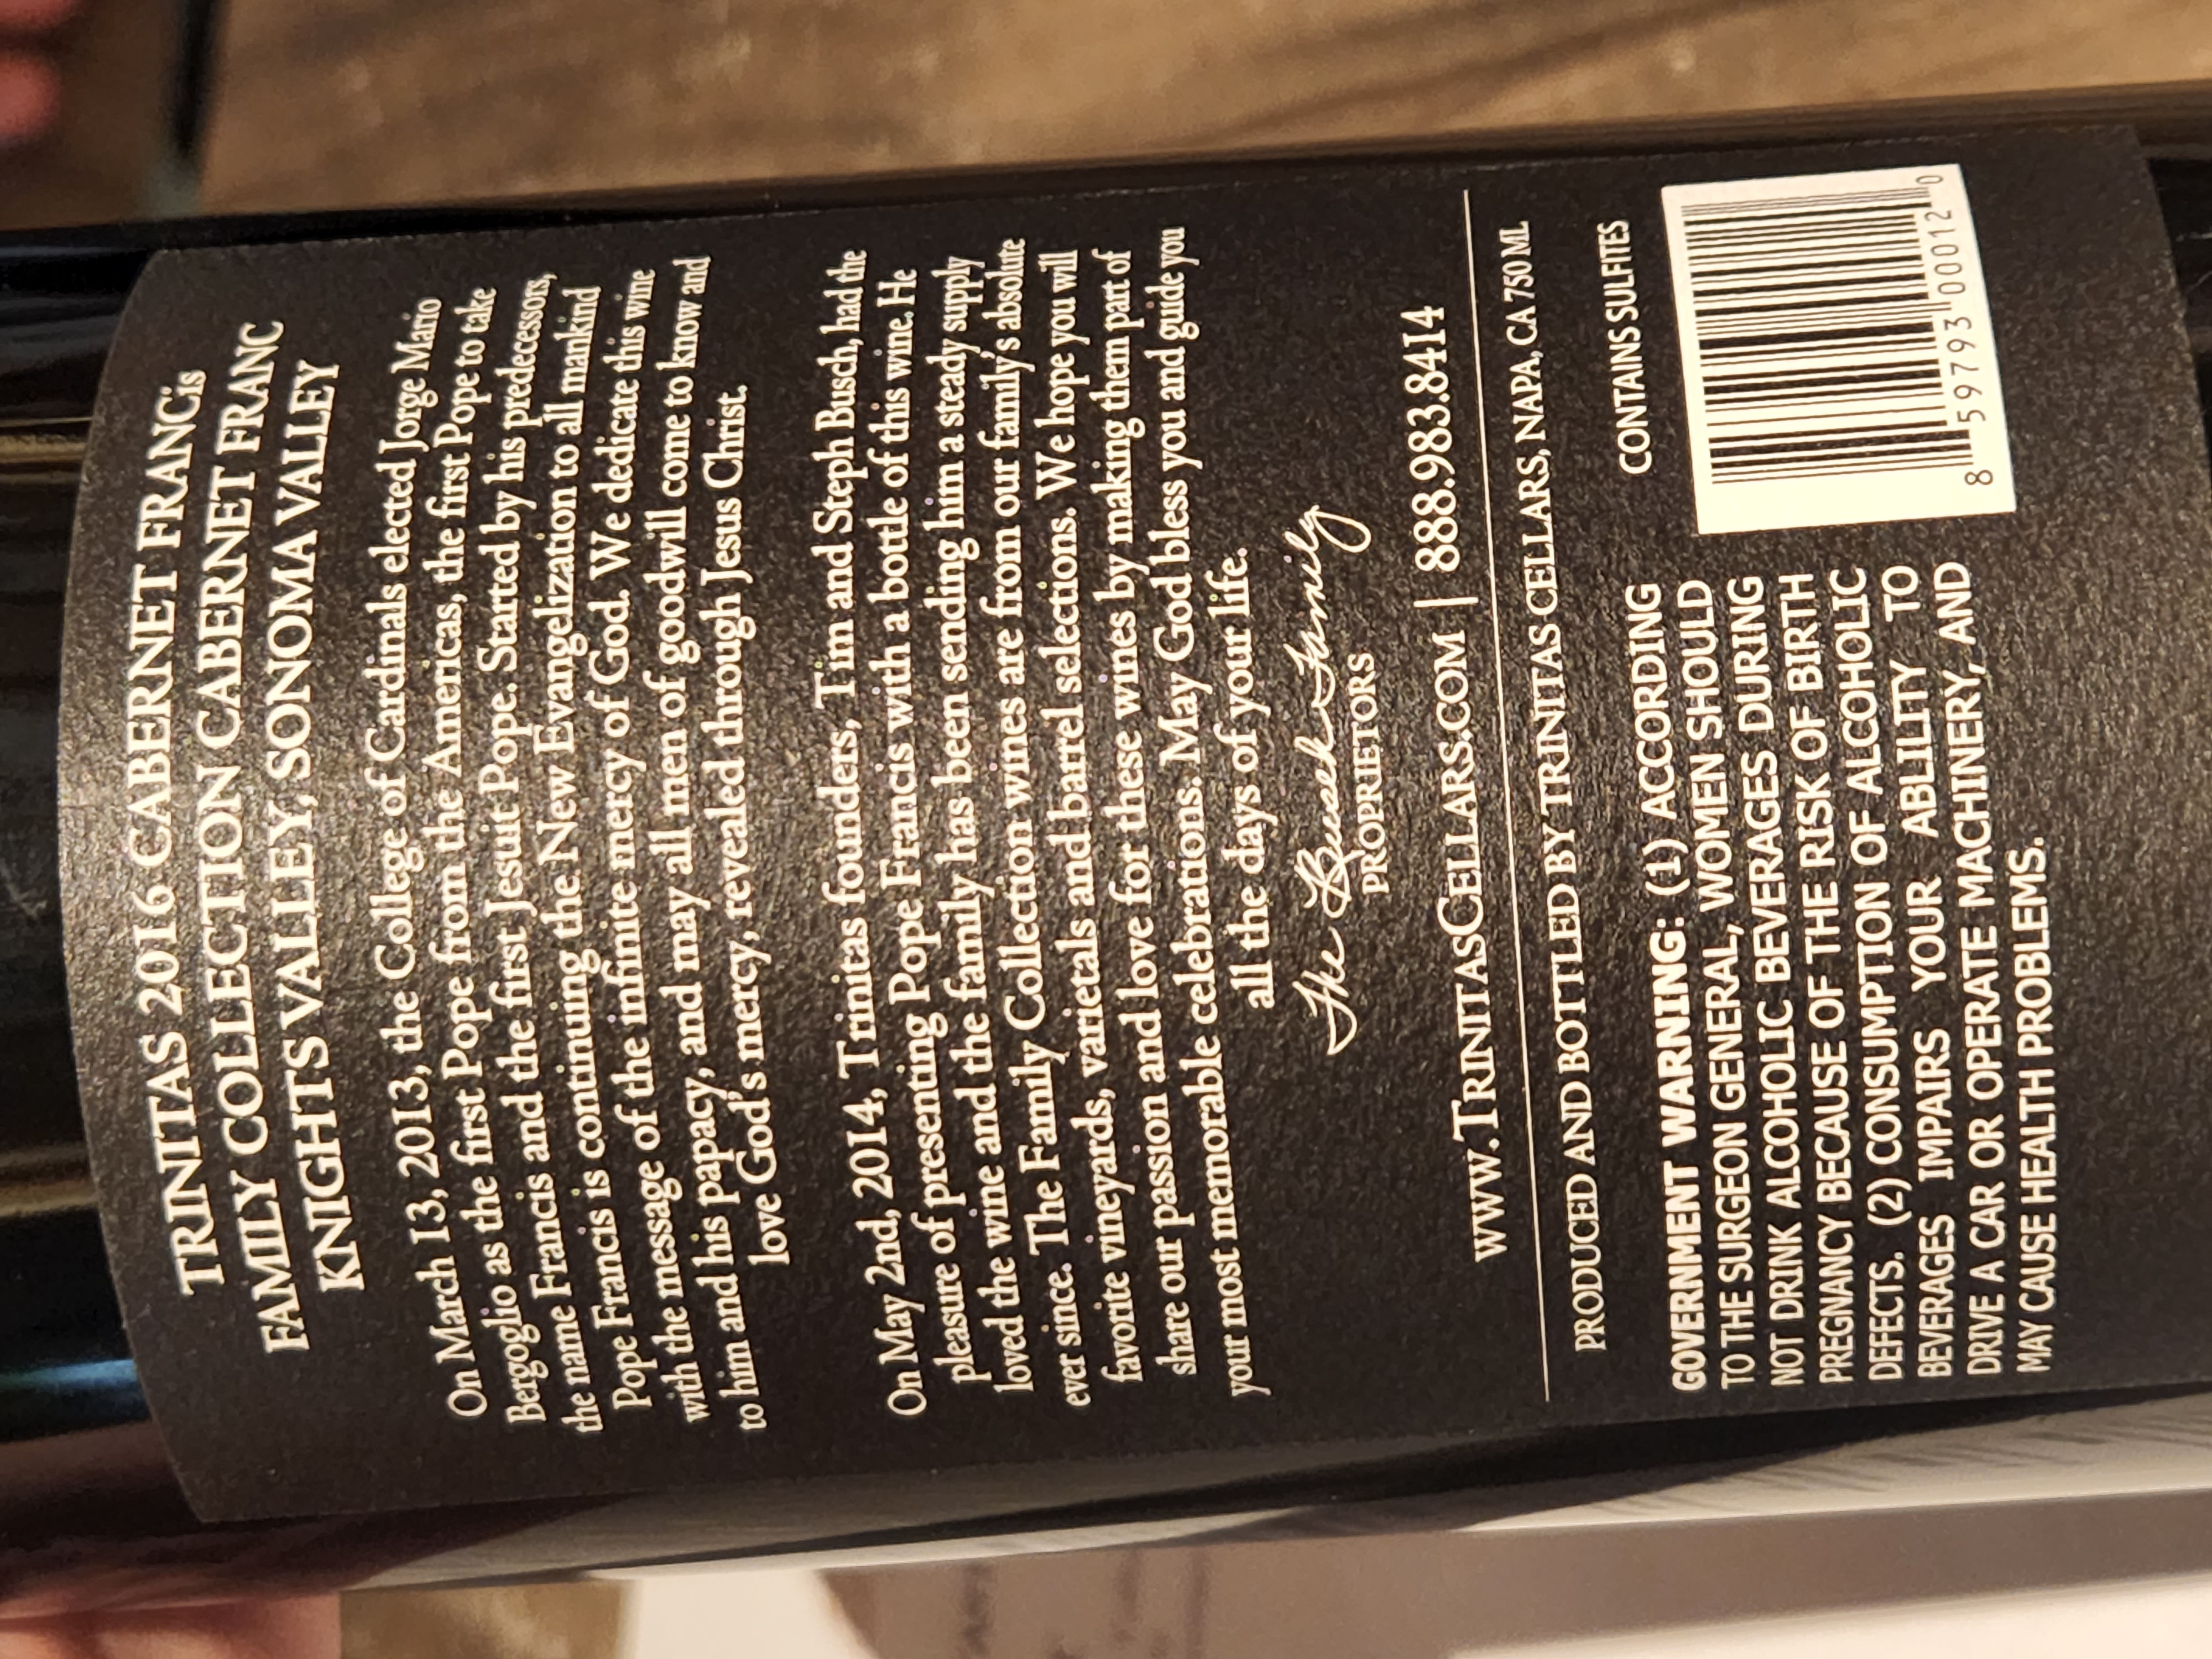 TRINITAS 2016 CABERNET FRANCis
FAMILY COLLECTION CABERNET FRANC
KNIGHTS VALLEY, SONOMA VALLEY
On March 13, 2013, the College of Cardinals elected Jorge Mario
Bergoglio as the first Pope from the Americas, the first Pope to take
the name Francis and the first Jesuit Pope. Started by his predecessors,
Pope Francis is continuing the New Evangelization to all mankind
with the message of the infinite mercy of God. We dedicate this wine
to him and his papacy, and may all men of goodwill come to know and
love God's mercy, revealed through Jesus Christ.
On May 2nd, 2014, Trinitas founders, Tim and Steph Busch, had the
pleasure of presenting Pope Francis with a bottle of this wine. He
loved the wine and the family has been sending him a steady supply
ever since. The Family Collection wines are from our family's absolute
favorite vineyards, varietals and barrel selections. We hope you will
share our passion and love for these wines by making them part of
your most memorable celebrations. May God bless you and guide you
all the days of your life.
The Busch Family
PROPRIETORS
WWW.TRINITASCELLARS.COM | 888.983.8414
PRODUCED AND BOTTLED BY TRINITAS CELLARS, NAPA, CA 750 ML
GOVERNMENT WARNING: (1) ACCORDING
TO THE SURGEON GENERAL, WOMEN SHOULD
NOT DRINK ALCOHOLIC BEVERAGES DURING
PREGNANCY BECAUSE OF THE RISK OF BIRTH
DEFECTS. (2) CONSUMPTION OF ALCOHOLIC
BEVERAGES IMPAIRS YOUR ABILITY TO
DRIVE A CAR OR OPERATE MACHINERY, AND
MAY CAUSE HEALTH PROBLEMS.
CONTAINS SULFITES
8 59793 00012 0